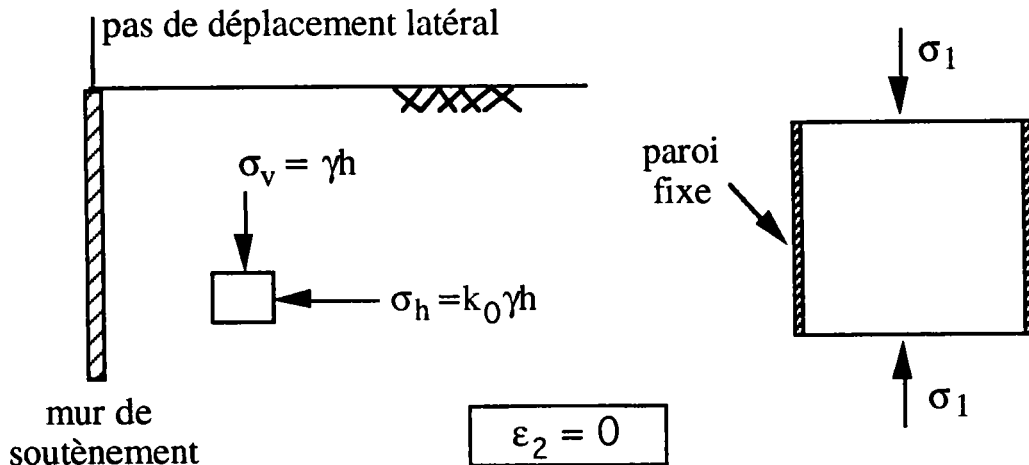 pas de déplacement latéral
σ1
σv = γh
paroi
fixe
σh = k0γh
σ1
mur de
soutènement
ε2 = 0